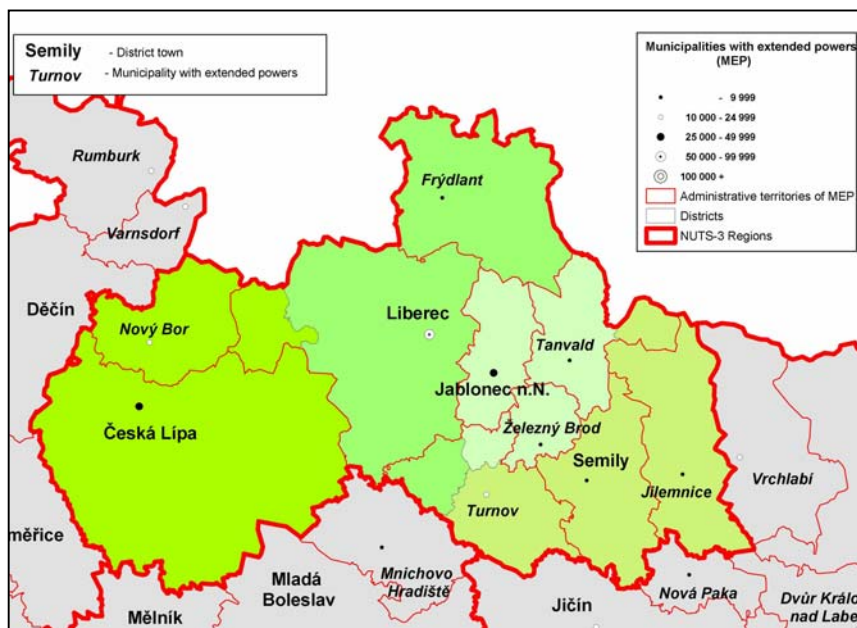 Semily - District town
Turnov - Municipality with extended powers
Municipalities with extended powers
(MEP)
- 9 999
10 000 - 24 999
25 000 - 49 999
50 000 - 99 999
100 000 +
Administrative territories of MEP
Districts
NUTS-3 Regions
Rumburk
Frýdlant
Varnsdorf
Děčín
Nový Bor
Liberec
Tanvald
Jablonec n.N.
Česká Lípa
Železný Brod
Semily
Jilemnice
Vrchlabí
Turnov
měřice
Mnichovo
Hradiště
Mladá
Boleslav
Nová Paka
Mělník
Jičín
Dvůr Králo
nad Labe